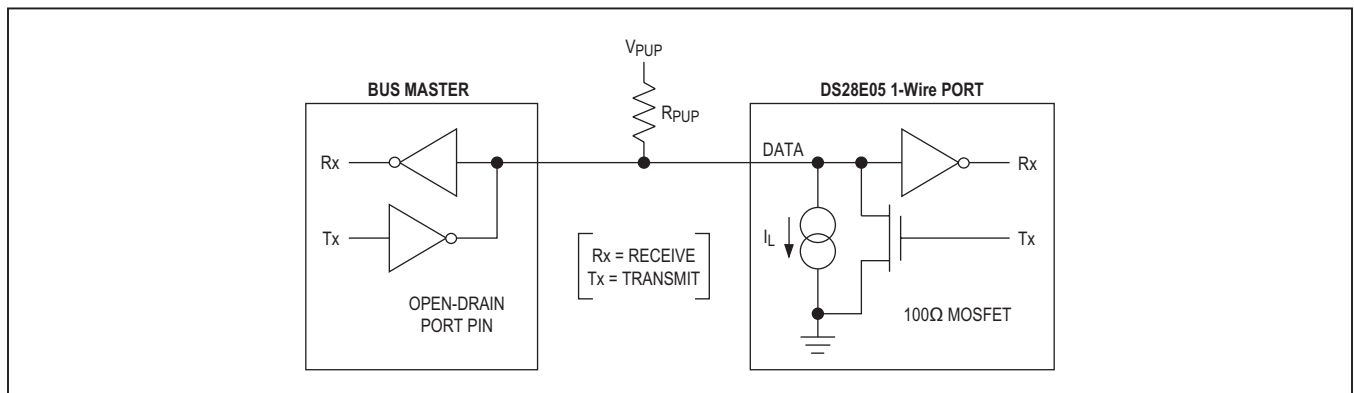 VPUP
BUS MASTER
DS28E05 1-Wire PORT
RPUP
Rx
DATA
Rx
Tx
IL
Tx
Rx = RECEIVE
Tx = TRANSMIT
OPEN-DRAIN
PORT PIN
100Ω MOSFET